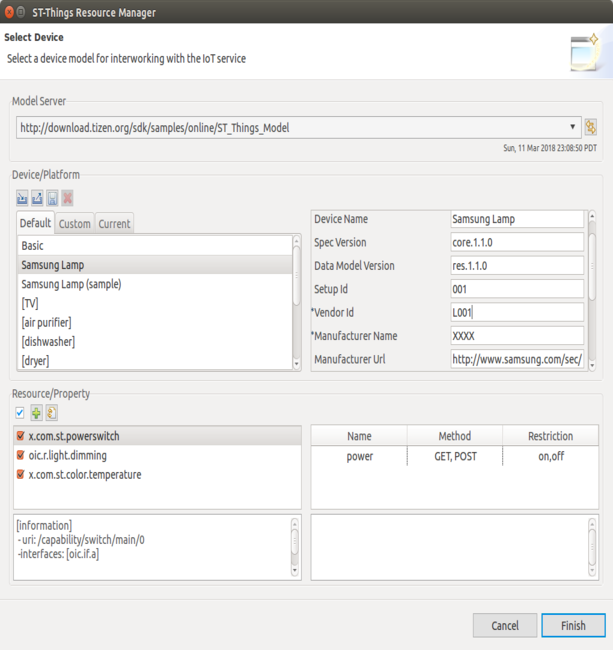 ST-Things Resource Manager
Select Device
Select a device model for interworking with the IoT service
Model Server
http://download.tizen.org/sdk/samples/online/ST_Things_Model
Sun, 11 Mar 2018 23:08:50 PDT
Device/Platform
Default Custom Current
Basic
Samsung Lamp
Samsung Lamp (sample)
[TV]
[air purifier]
[dishwasher]
[dryer]
Device Name Samsung Lamp
Spec Version core.1.1.0
Data Model Version res.1.1.0
Setup Id 001
*Vendor Id L001
*Manufacturer Name XXXX
Manufacturer Url http://www.samsung.com/sec/
Resource/Property
x.com.st.powerswitch
oic.r.light.dimming
x.com.st.color.temperature
Name Method Restriction
power GET, POST on,off
[information]
- uri: /capability/switch/main/0
-interfaces: [oic.if.a]
Cancel Finish